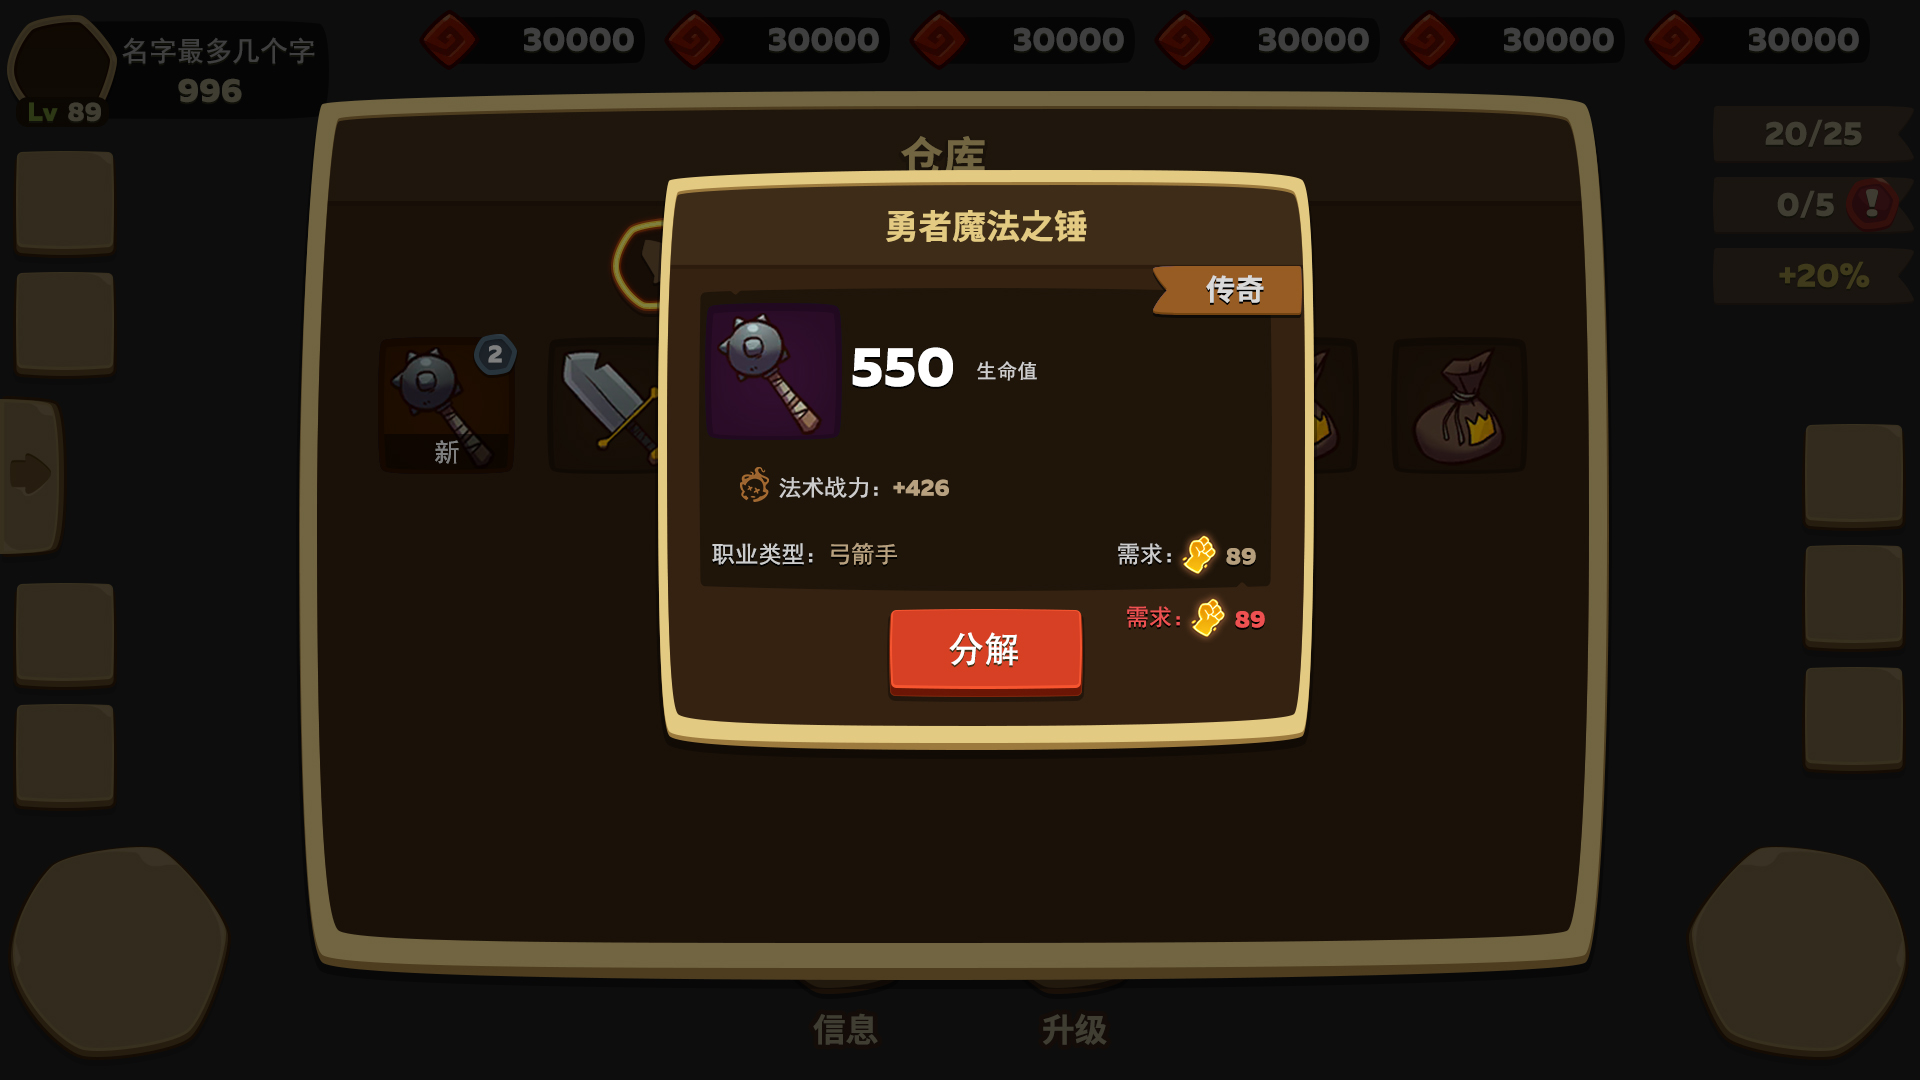 名字最多几个字
996
Lv 89
30000
30000
30000
30000
30000
30000
20/25
0/5
+20%
仓库
2
新
勇者魔法之锤
传奇
550 生命值
法术战力：+426
职业类型：弓箭手
需求：89
需求：89
分解
信息
升级